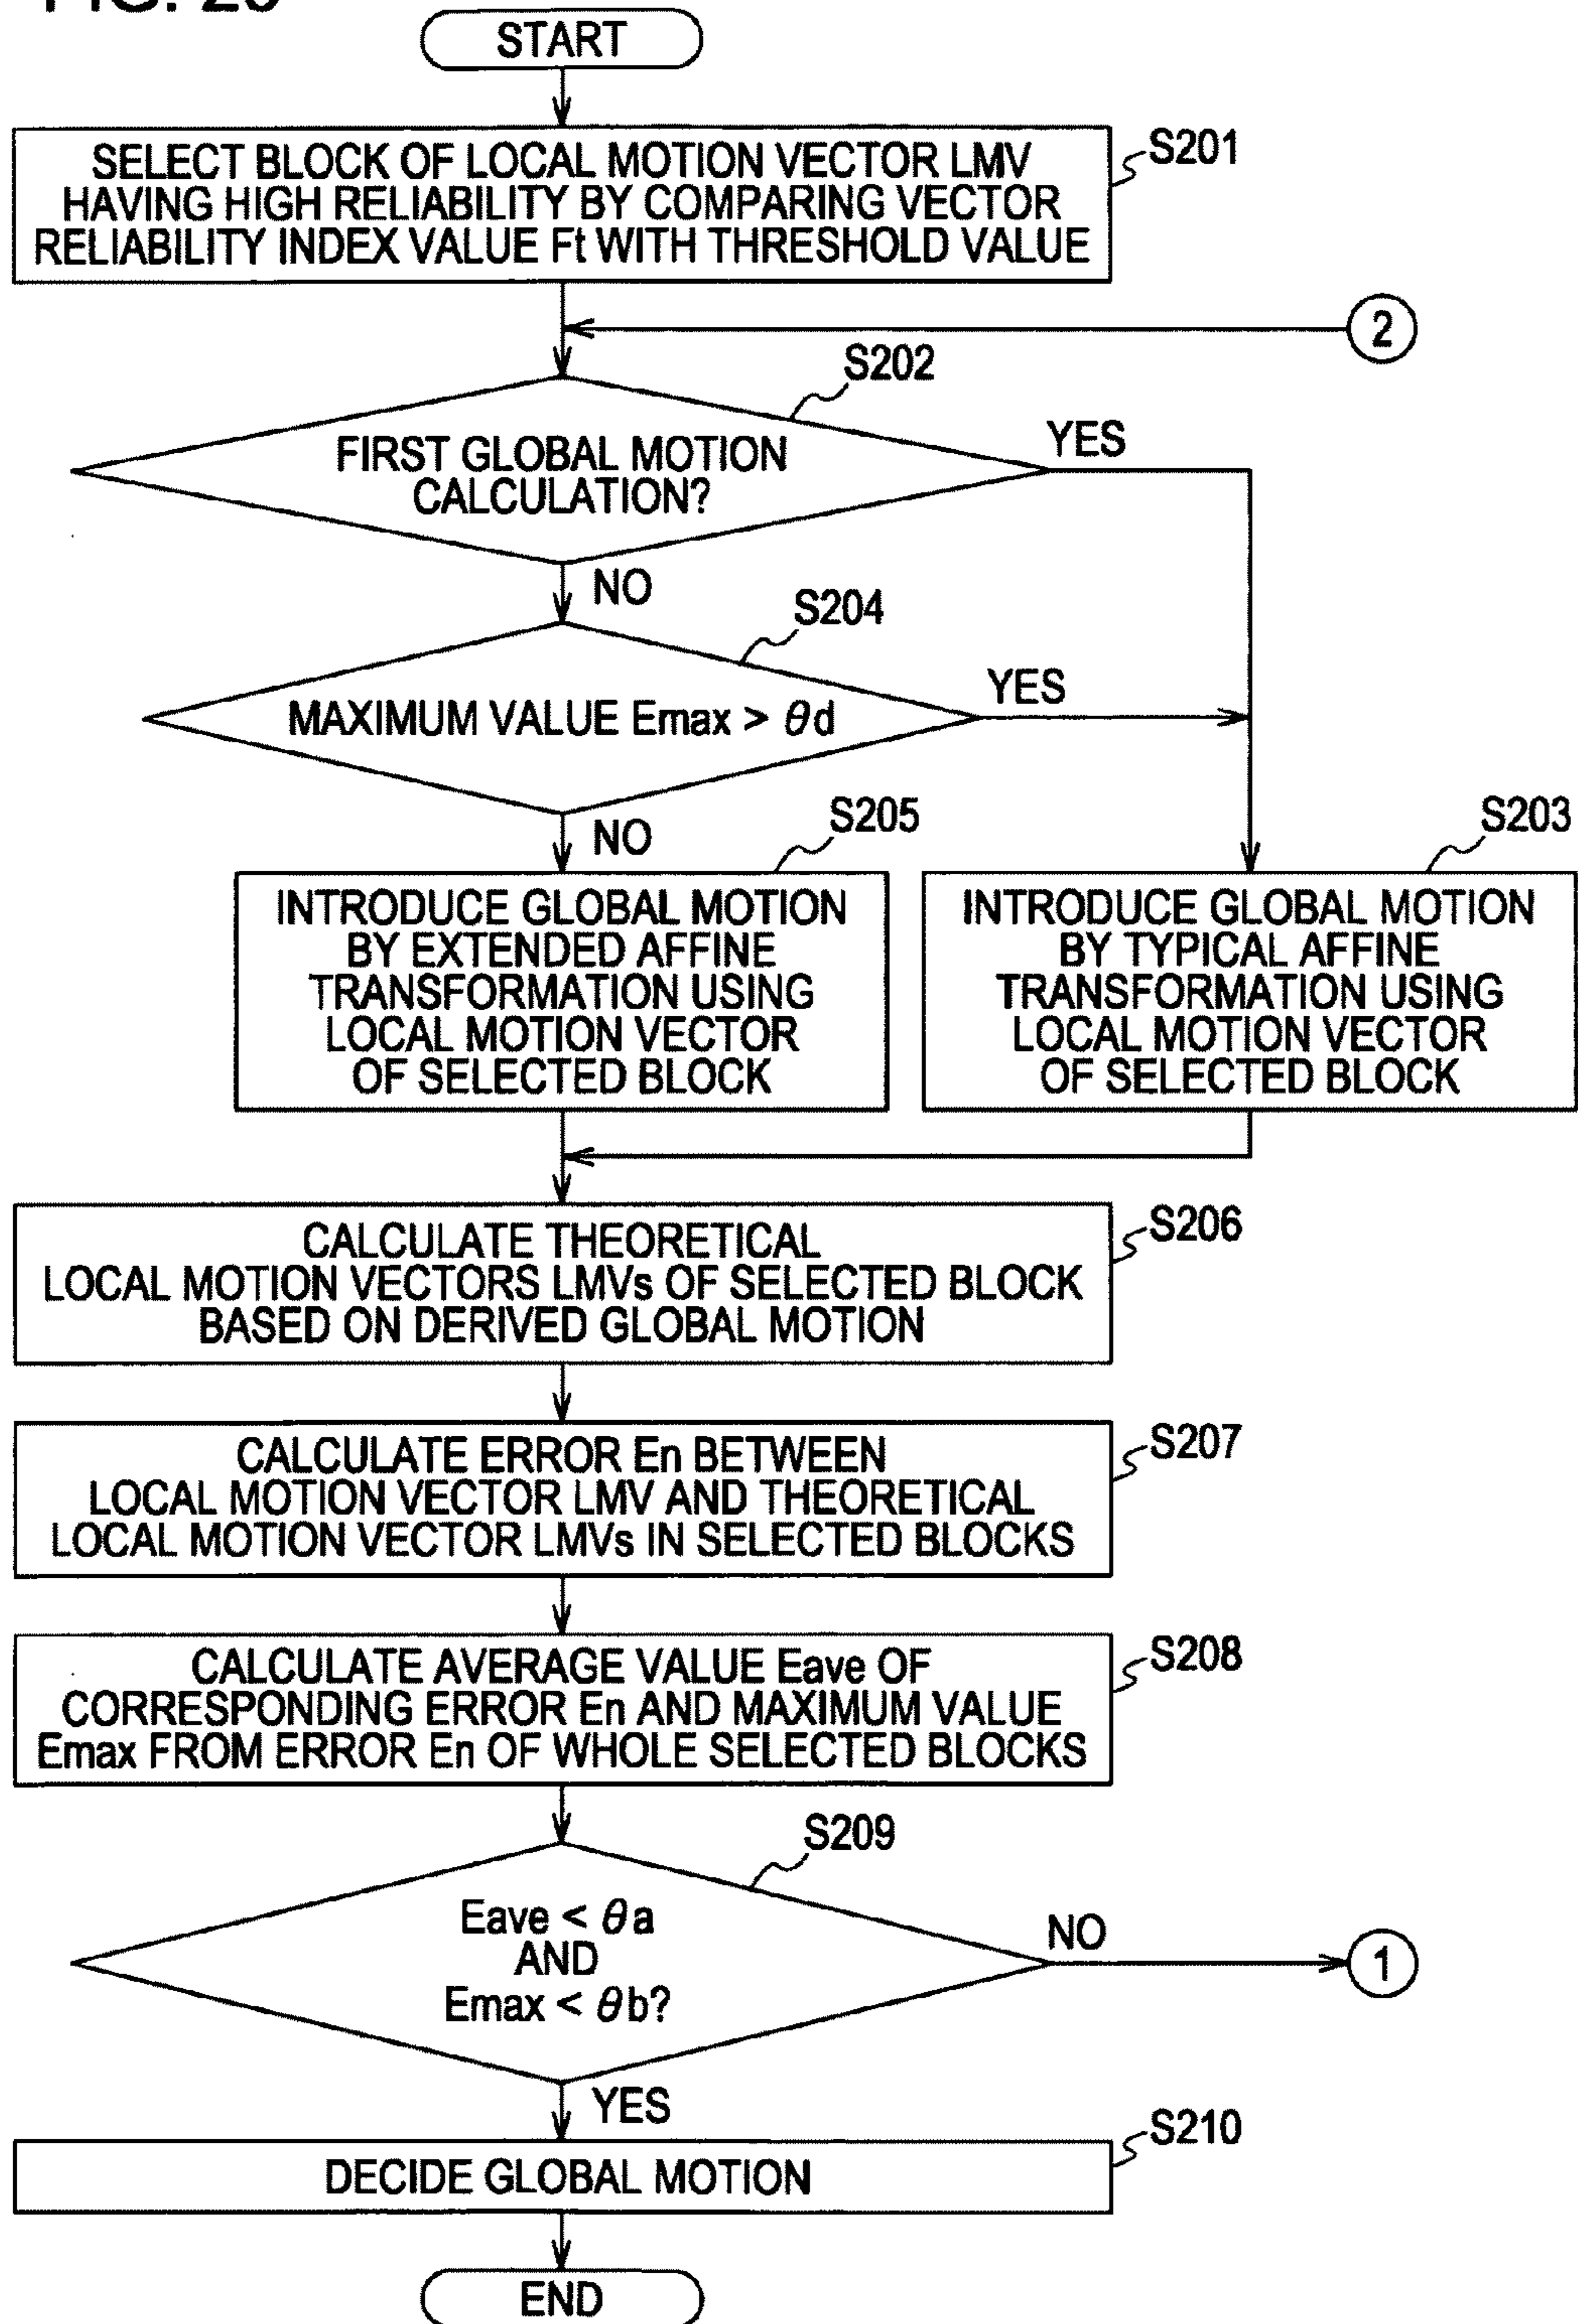 START
SELECT BLOCK OF LOCAL MOTION VECTOR LMV
HAVING HIGH RELIABILITY BY COMPARING VECTOR
RELIABILITY INDEX VALUE Ft WITH THRESHOLD VALUE
S201
2
S202
FIRST GLOBAL MOTION
CALCULATION?
YES
NO
S204
MAXIMUM VALUE Emax > θd
YES
NO
S205
INTRODUCE GLOBAL MOTION
BY EXTENDED AFFINE
TRANSFORMATION USING
LOCAL MOTION VECTOR
OF SELECTED BLOCK
S203
INTRODUCE GLOBAL MOTION
BY TYPICAL AFFINE
TRANSFORMATION USING
LOCAL MOTION VECTOR
OF SELECTED BLOCK
CALCULATE THEORETICAL
LOCAL MOTION VECTORS LMVs OF SELECTED BLOCK
BASED ON DERIVED GLOBAL MOTION
S206
CALCULATE ERROR En BETWEEN
LOCAL MOTION VECTOR LMV AND THEORETICAL
LOCAL MOTION VECTOR LMVs IN SELECTED BLOCKS
S207
CALCULATE AVERAGE VALUE Eave OF
CORRESPONDING ERROR En AND MAXIMUM VALUE
Emax FROM ERROR En OF WHOLE SELECTED BLOCKS
S208
S209
Eave < θa
AND
Emax < θb?
NO
1
YES
DECIDE GLOBAL MOTION
S210
END